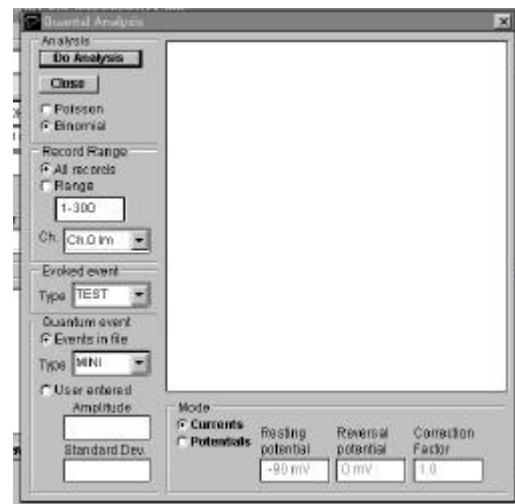 Quantal Analysis
Analysis
Do Analysis
Close
Poisson
Binomial
Record Range
All records
Range
1-300
Ch. Ch.0 Im
Evoked event
Type TEST
Quantum event
Events in file
Type MINI
User entered
Amplitude
Standard Dev.
Mode
Currents
Potentials
Resting potential
-90 mV
Reversal potential
0 mV
Correction Factor
1.0